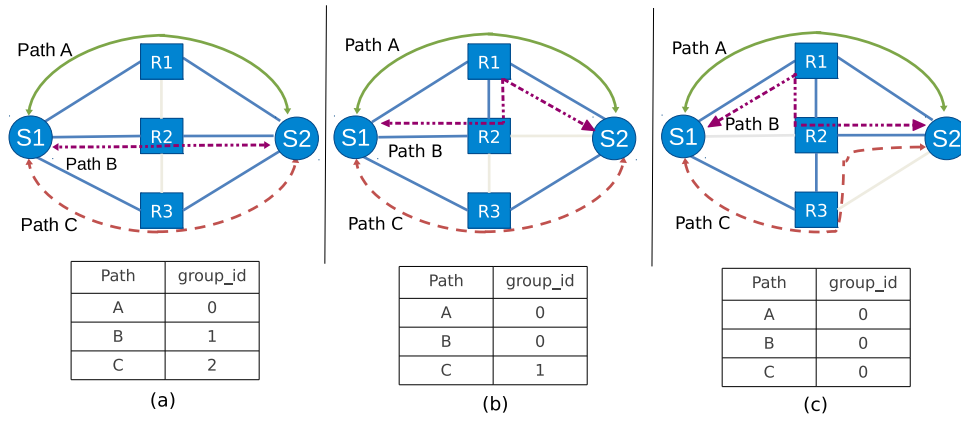 Path A
R1
S1
R2
S2
Path B
R3
Path C
Path group_id
A 0
B 1
C 2
(a)
Path A
R1
S1
R2
S2
Path B
R3
Path C
Path group_id
A 0
B 0
C 1
(b)
Path A
R1
S1
Path B
R2
S2
R3
Path C
Path group_id
A 0
B 0
C 0
(c)